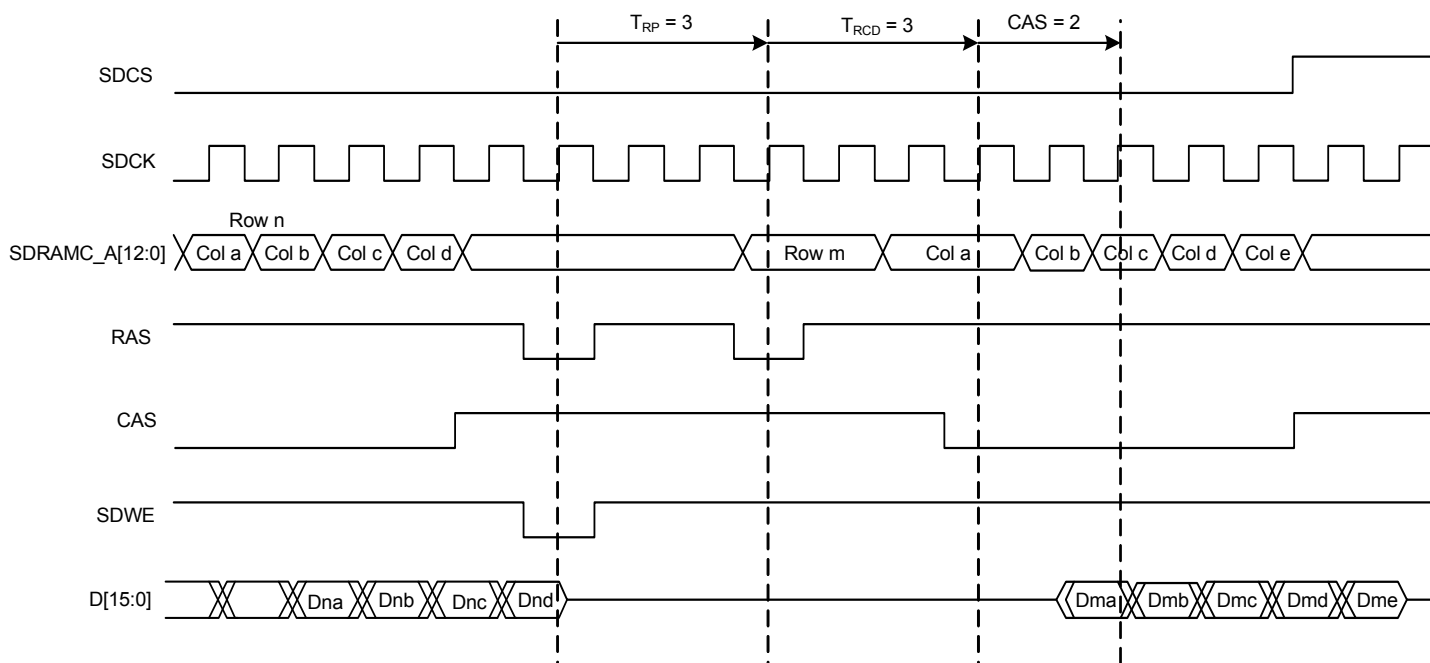 TRP = 3 TRCD = 3 CAS = 2
SDCS
SDCK
Row n
SDRAMC_A[12:0] Col a Col b Col c Col d Row m Col a Col b Col c Col d Col e
RAS
CAS
SDWE
D[15:0] Dna Dnb Dnc Dnd Dma Dmb Dmc Dmd Dme